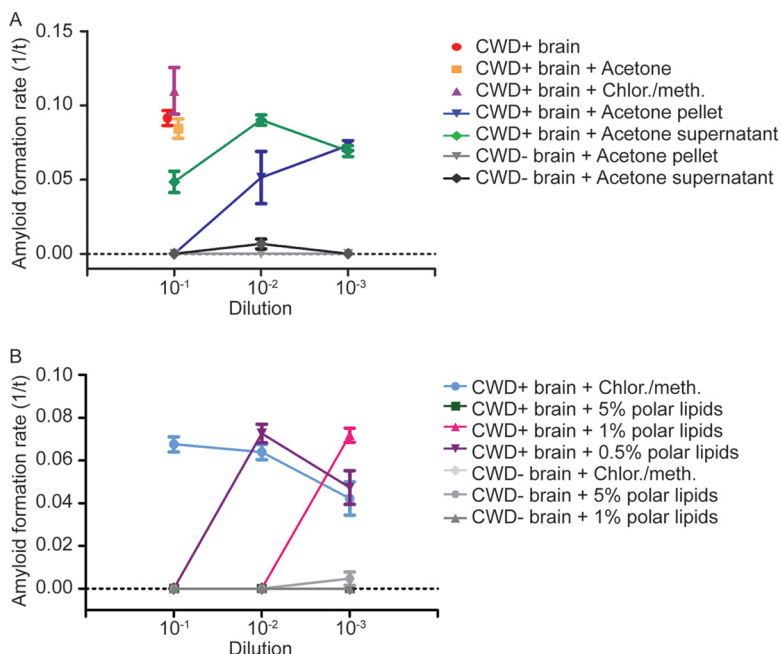 A
Amyloid formation rate (1/t)
0.15
0.10
0.05
0.00
10-1
10-2
10-3
Dilution
CWD+ brain
CWD+ brain + Acetone
CWD+ brain + Chlor./meth.
CWD+ brain + Acetone pellet
CWD+ brain + Acetone supernatant
CWD- brain + Acetone pellet
CWD- brain + Acetone supernatant
B
Amyloid formation rate (1/t)
0.10
0.08
0.06
0.04
0.02
0.00
10-1
10-2
10-3
Dilution
CWD+ brain + Chlor./meth.
CWD+ brain + 5% polar lipids
CWD+ brain + 1% polar lipids
CWD+ brain + 0.5% polar lipids
CWD- brain + Chlor./meth.
CWD- brain + 5% polar lipids
CWD- brain + 1% polar lipids